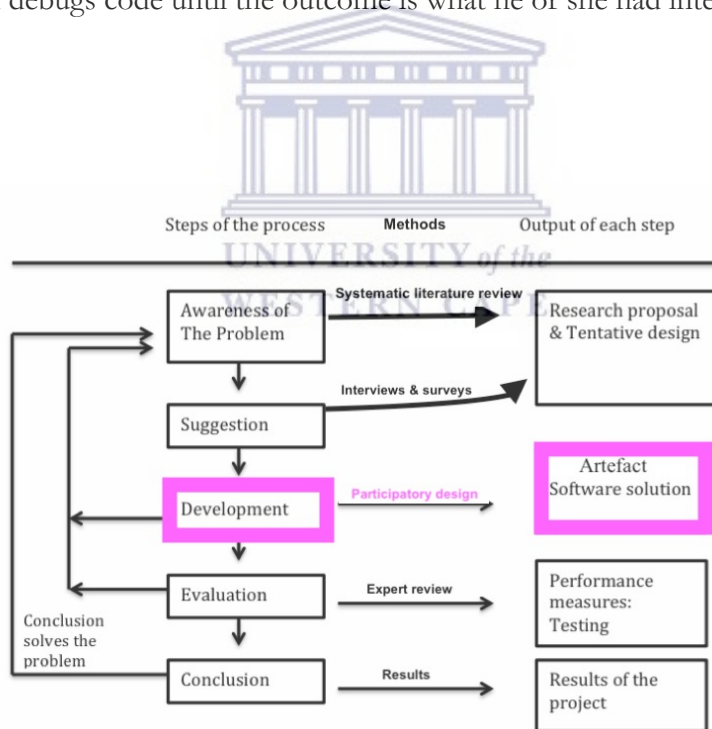 debugs code until the outcome is what he or she had
Steps of the process Methods Output of each step
UNIVERSITY of the
WESTERN CAPE
Awareness of
The Problem
Systematic literature review
Research proposal
& Tentative design
Interviews & surveys
Suggestion
Development
Participatory design
Artefact
Software solution
Evaluation
Expert review
Performance
measures:
Testing
Conclusion
solves the
problem
Conclusion
Results
Results of the
project